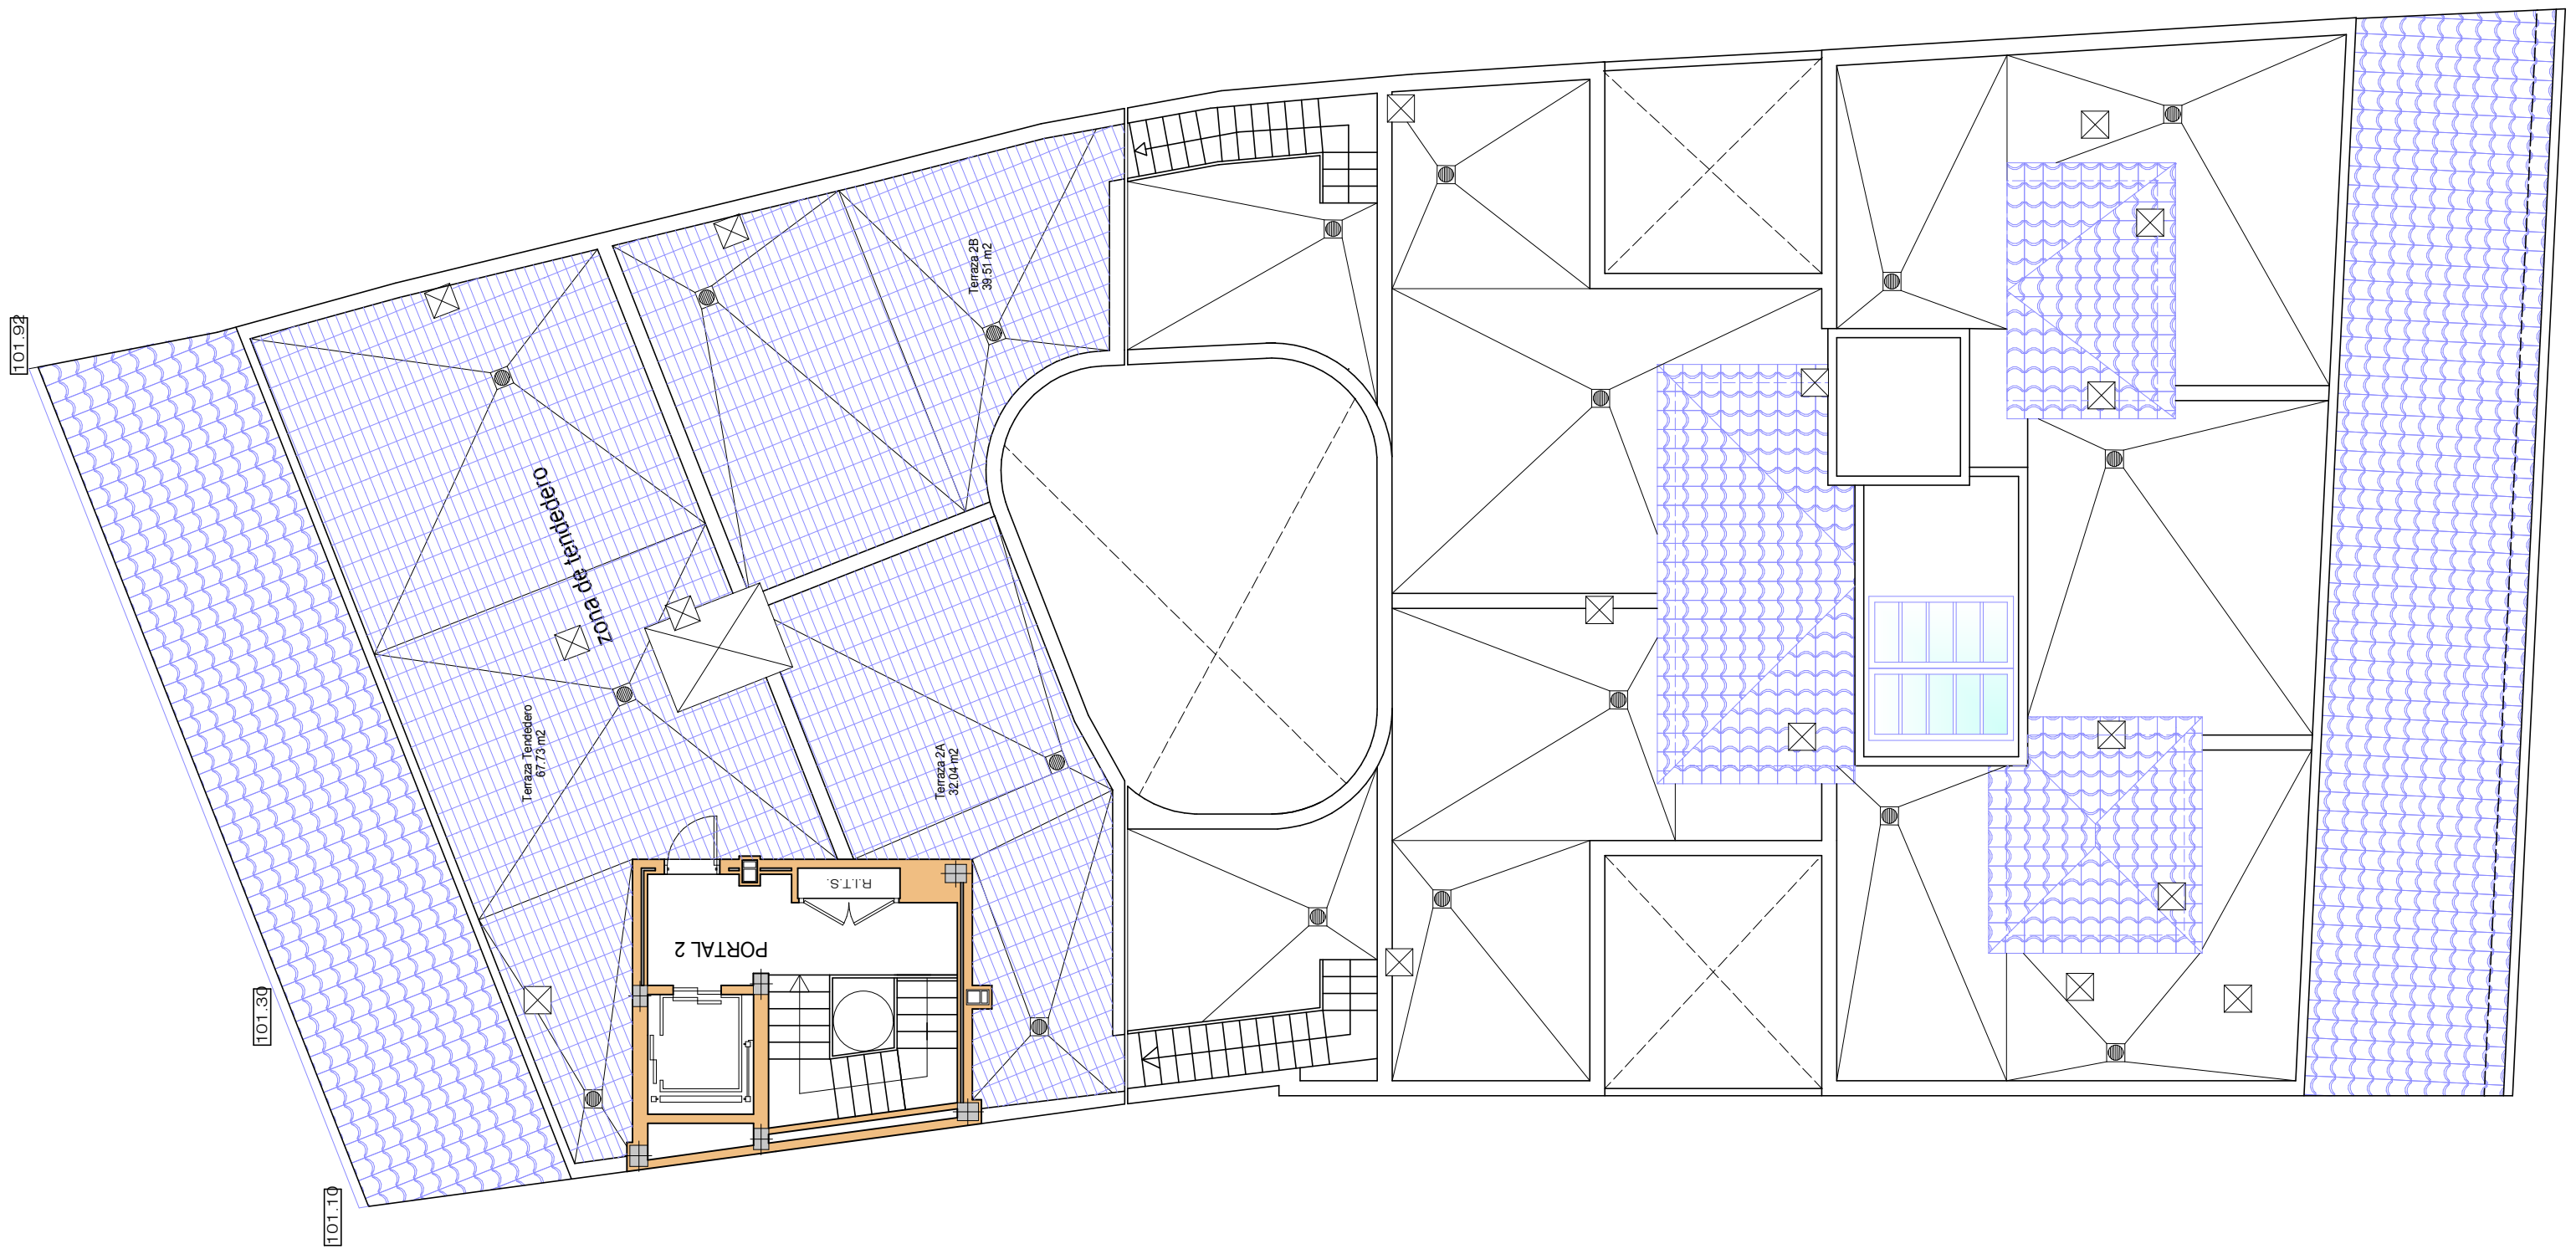 101.92
Terraza 2B
39.51 m2
zona de tendedero
Terraza Tendedero
67.73 m2
Terraza 2A
32.04 m2
R.I.T.S.
PORTAL 2
101.30
101.10